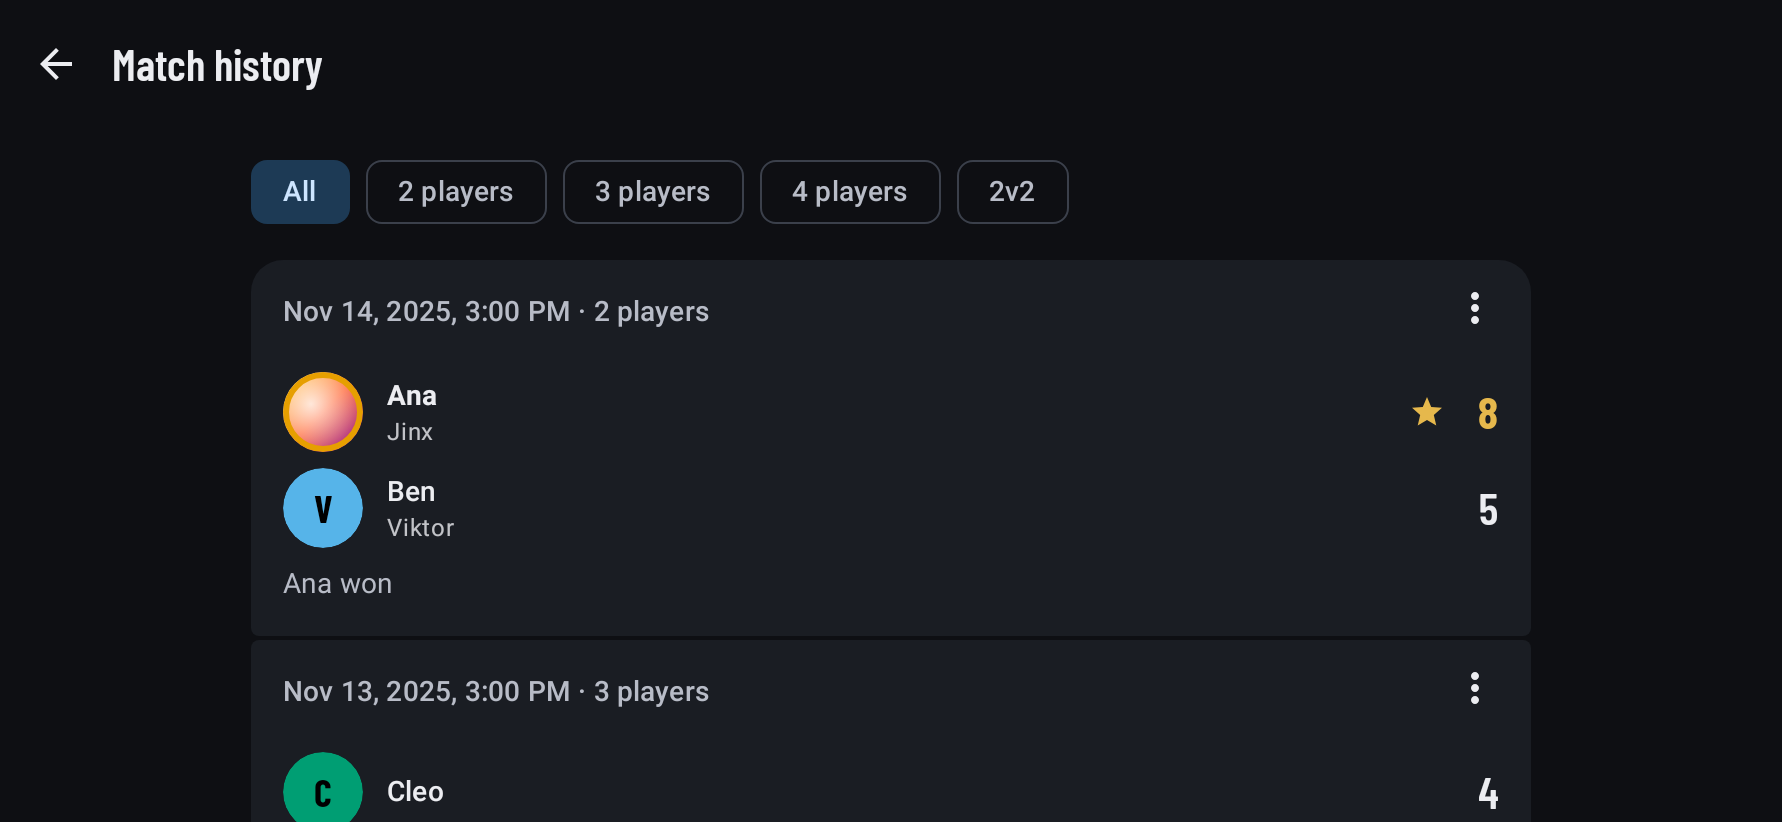 Match history
All 2 players 3 players 4 players 2v2
Nov 14, 2025, 3:00 PM · 2 players
Ana
Jinx
8
V
Ben
Viktor
5
Ana won
Nov 13, 2025, 3:00 PM · 3 players
C
Cleo
4